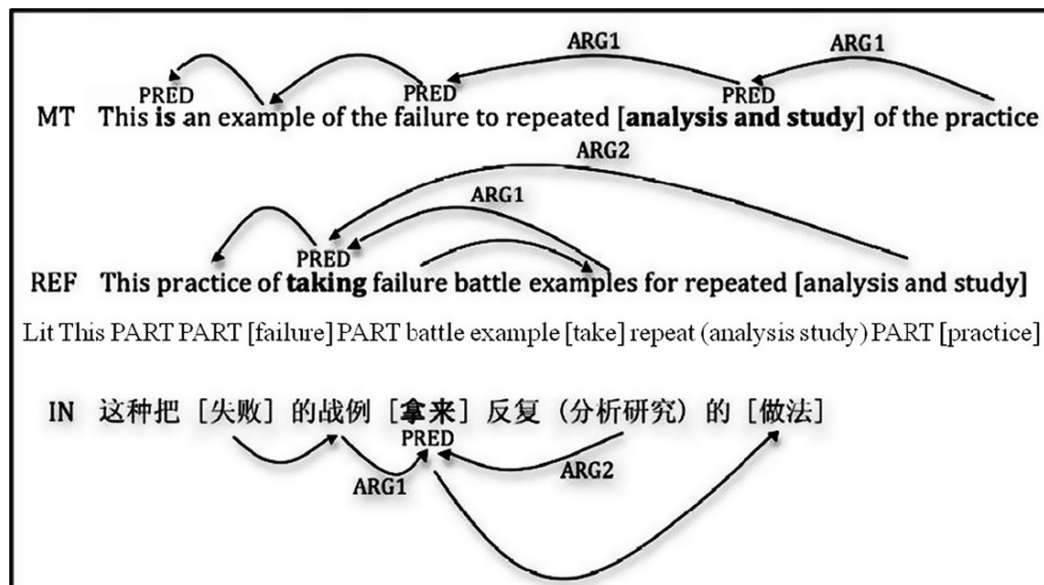 ARG1 ARG1
PRED PRED PRED
MT This is an example of the failure to repeated [analysis and study] of the practice
ARG2
ARG1
PRED
REF This practice of taking failure battle examples for repeated [analysis and study]
Lit This PART PART [failure] PART battle example [take] repeat (analysis study) PART [practice]
IN 这种把 [失败] 的战例 [拿来] 反复 (分析研究) 的 [做法]
PRED
ARG1 ARG2